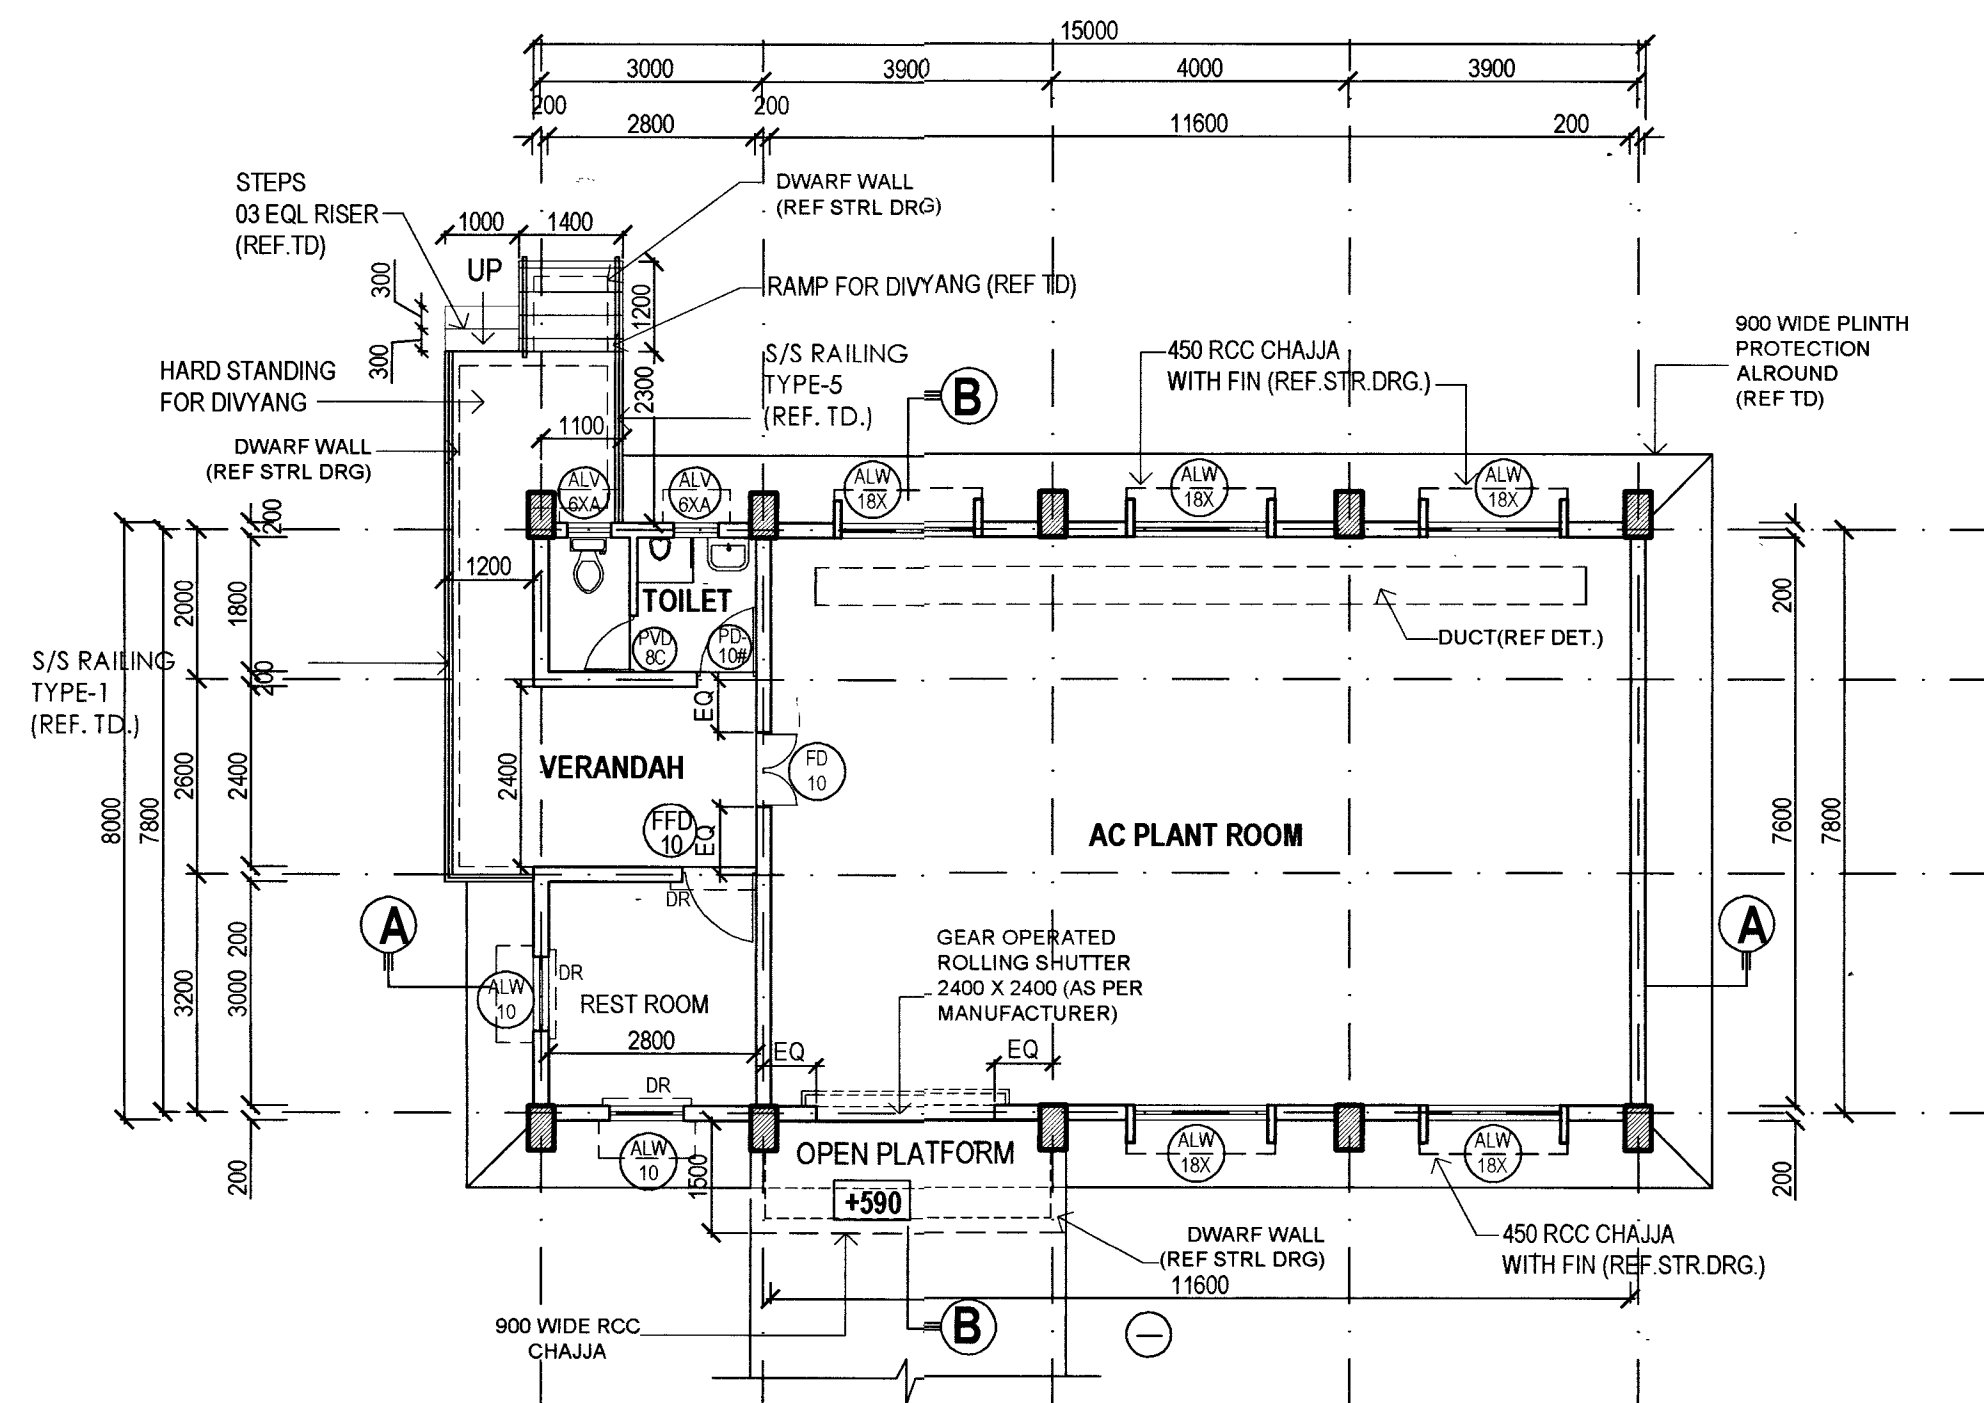 15000
3000
3900
4000
3900
200
200
2800
11600
200
STEPS
03 EQL RISER
(REF.TD)
DWARF WALL
(REF STRL DRG)
1000
1400
UP
300
300
1200
RAMP FOR DIVYANG (REF TD)
S/S RAILING
TYPE-5
(REF. TD.)
2300
450 RCC CHAJJA
WITH FIN (REF.STR.DRG.)
900 WIDE PLINTH
PROTECTION
ALROUND
(REF TD)
HARD STANDING
FOR DIVYANG
B
1100
DWARF WALL
(REF STRL DRG)
ALV
6XA
ALV
6XA
ALW
18X
ALW
18X
ALW
18X
200
1200
2000
1800
200
TOILET
PVD
8C
PD-
10#
DUCT(REF DET.)
S/S RAILING
TYPE-1
(REF. TD.)
200
EQ
VERANDAH
FD
10
2400
2600
2400
8000
7800
FFD
10
EQ
AC PLANT ROOM
7600
7800
DR
A
A
200
GEAR OPERATED
ROLLING SHUTTER
2400 X 2400 (AS PER
MANUFACTURER)
DR
ALW
10
REST ROOM
3200
3000
2800
EQ
EQ
DR
ALW
10
1500
OPEN PLATFORM
+590
ALW
18X
ALW
18X
200
200
DWARF WALL
(REF STRL DRG)
450 RCC CHAJJA
WITH FIN (REF.STR.DRG.)
11600
900 WIDE RCC
CHAJJA
B